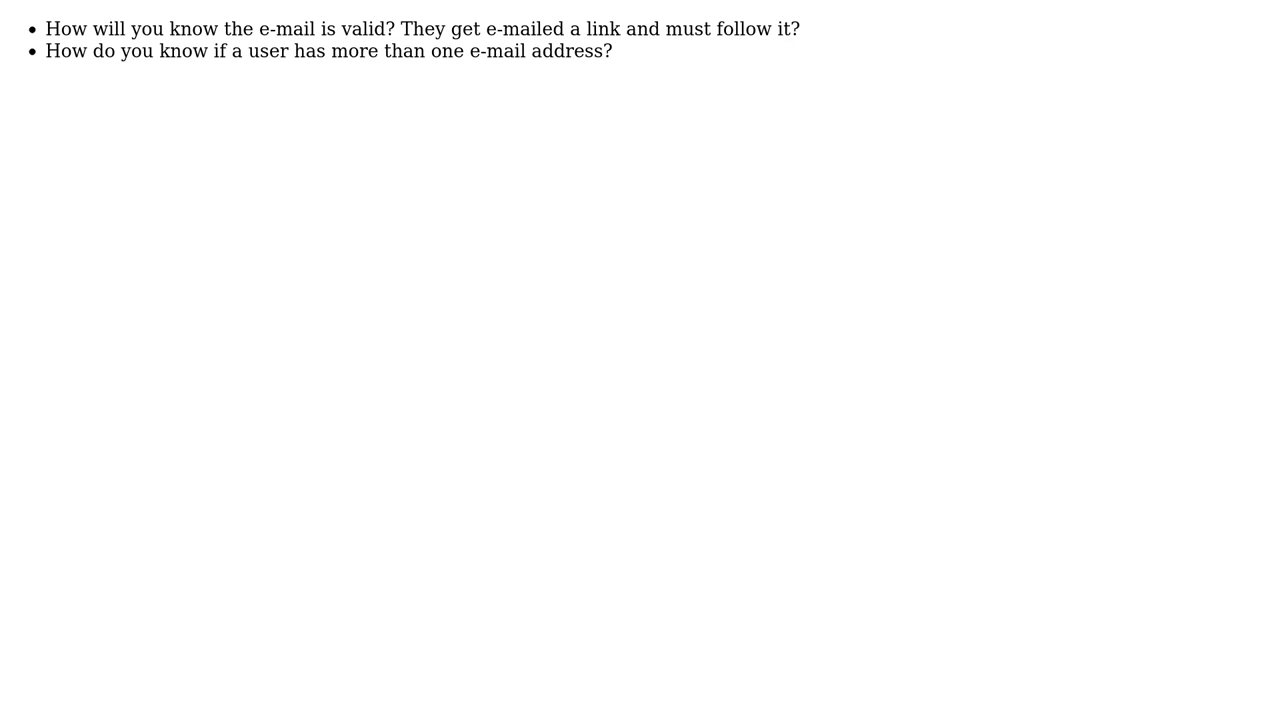 • How will you know the e-mail is valid? They get e-mailed a link and must follow it?
• How do you know if a user has more than one e-mail address?